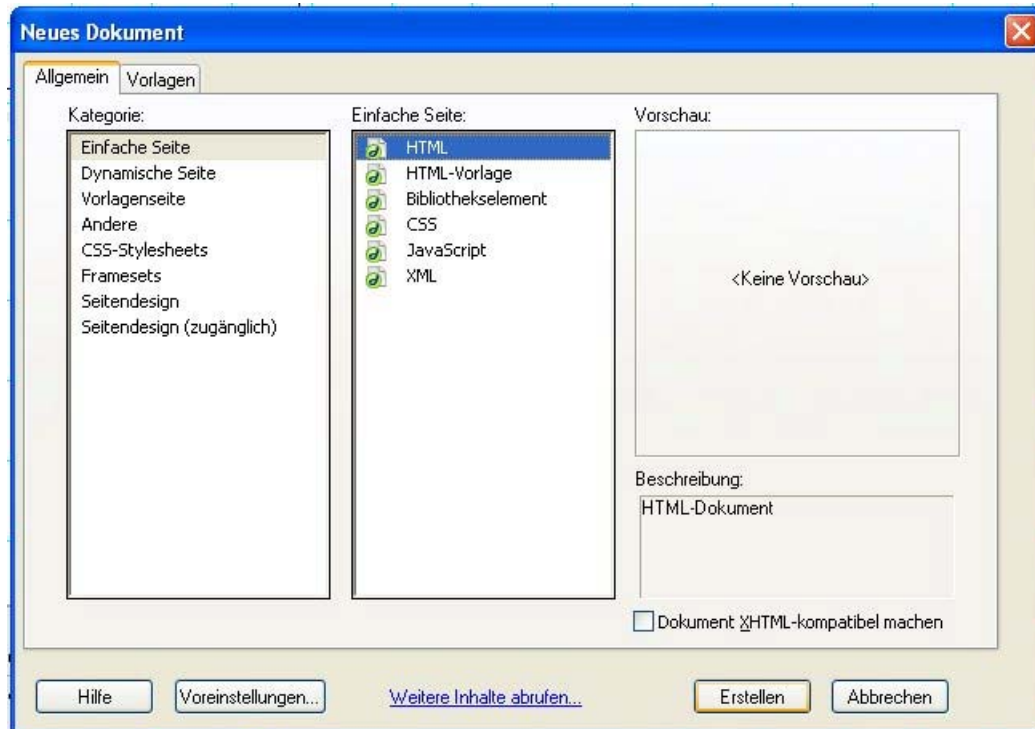 Neues Dokument
Allgemein
Vorlagen
Kategorie:
Einfache Seite
Dynamische Seite
Vorlagenseite
Andere
CSS-Stylesheets
Framesets
Seitendesign
Seitendesign (zugänglich)
Einfache Seite:
HTML
HTML-Vorlage
Bibliothekselement
CSS
JavaScript
XML
Vorschau:
<Keine Vorschau>
Beschreibung:
HTML-Dokument
Dokument XHTML-kompatibel machen
Hilfe
Voreinstellungen...
Weitere Inhalte abrufen...
Erstellen
Abbrechen